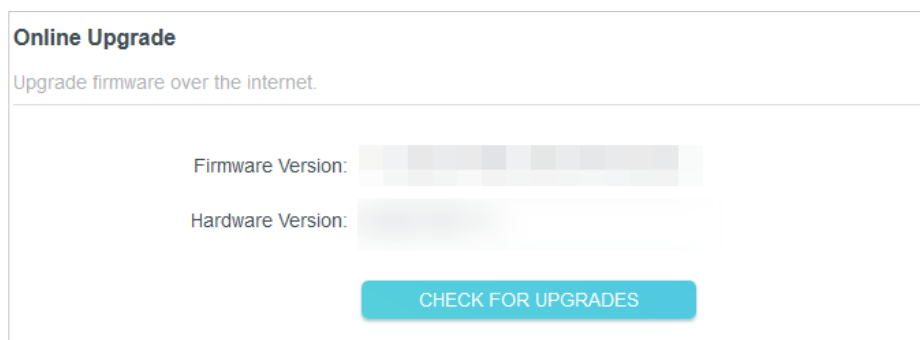 Online Upgrade
Upgrade firmware over the internet.
Firmware Version:
Hardware Version:
CHECK FOR UPGRADES